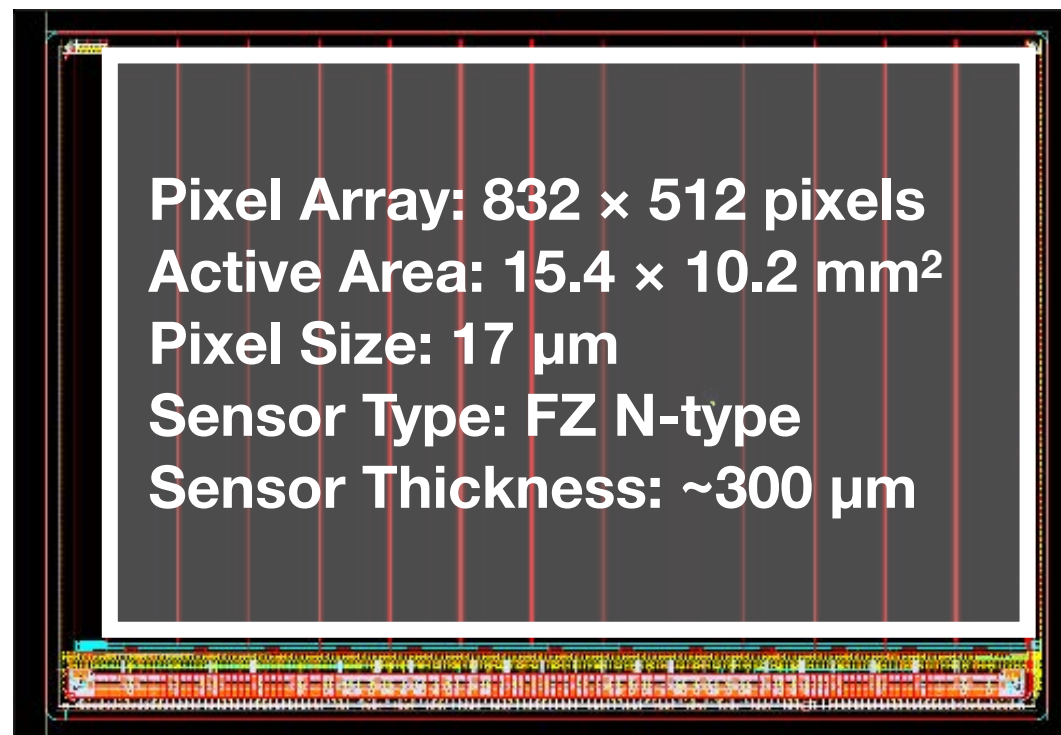 Pixel Array: 832 × 512 pixels
Active Area: 15.4 × 10.2 mm²
Pixel Size: 17 μm
Sensor Type: FZ N-type
Sensor Thickness: ~300 μm